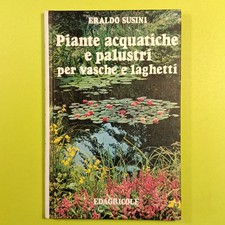 ERALDO SUSINI
Piante acquatiche
e palustri
per vasche e laghetti
EDAGRICOLE